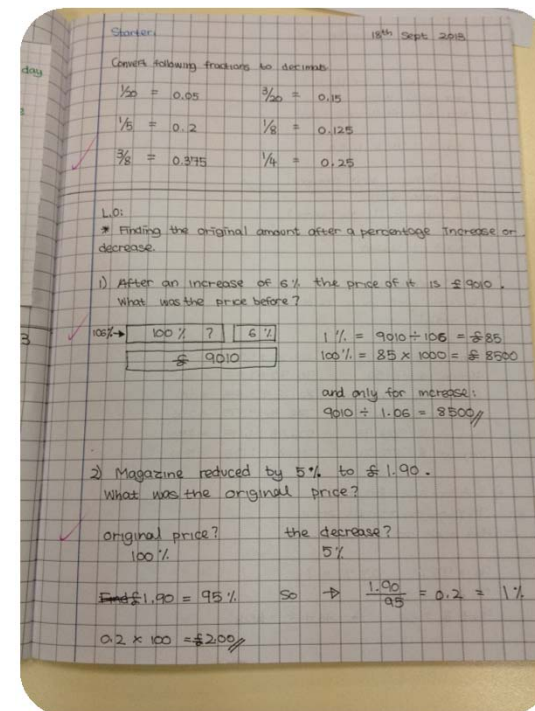 day
3
Starter: 18th Sept 2015
Convert following fractions to decimals
1/20 = 0.05 3/20 = 0.15
1/5 = 0.2 1/8 = 0.125
3/8 = 0.375 1/4 = 0.25
L.O:
* Finding the original amount after a percentage increase or
decrease.
1) After an increase of 6% the price of it is £9010.
What was the price before?
106% → 100% ? 6% 1% = 9010 ÷ 106 = £85
£ 9010 100% = 85 × 1000 = £8500
and only for increase:
9010 ÷ 1.06 = 8500//
2) Magazine reduced by 5% to £1.90.
What was the original price?
original price? the decrease?
100% 5%
£1.90 = 95% so → 1.90/95 = 0.2 = 1%
0.2 × 100 = £2.00//